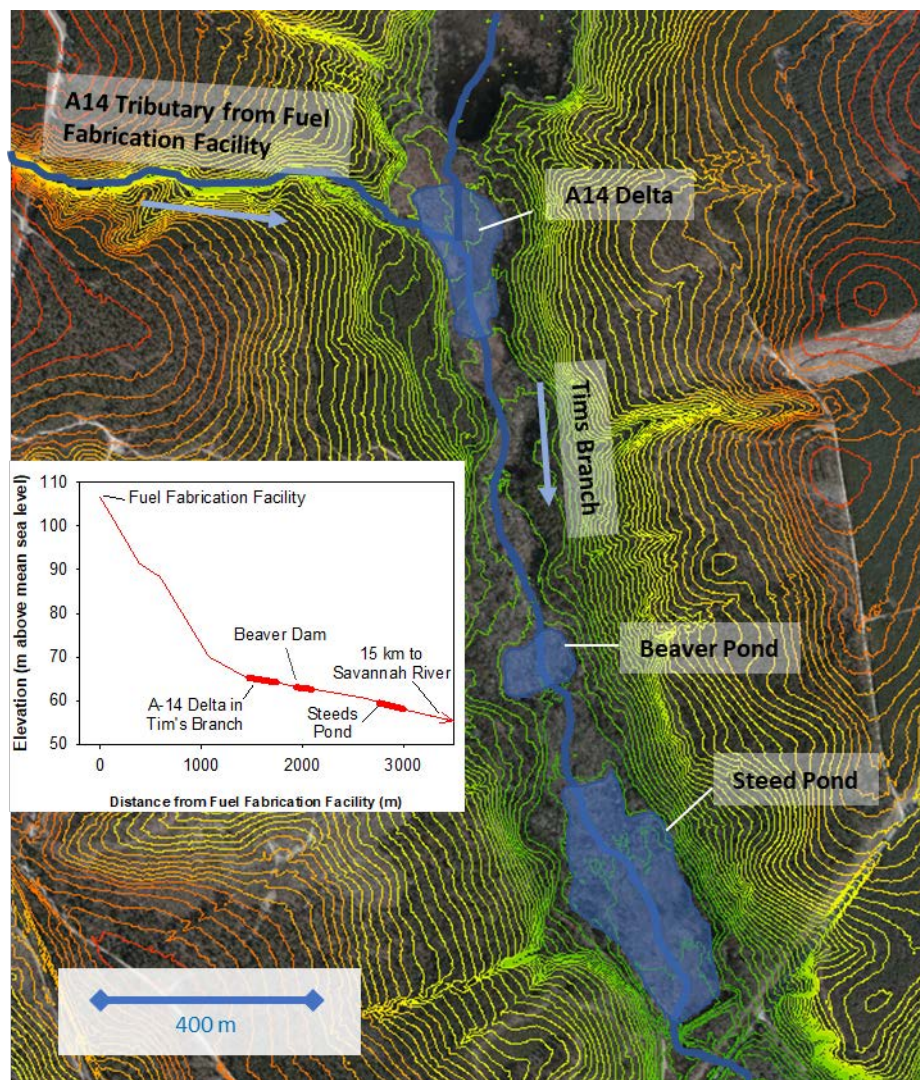 A14 Tributary from Fuel
Fabrication Facility
A14 Delta
Tims Branch
Beaver Pond
Steed Pond
110
100
90
80
70
60
50
Elevation (m above mean sea level)
Fuel Fabrication Facility
Beaver Dam
15 km to
Savannah River
A-14 Delta in
Tim's Branch
Steeds
Pond
0
1000
2000
3000
Distance from Fuel Fabrication Facility (m)
400 m